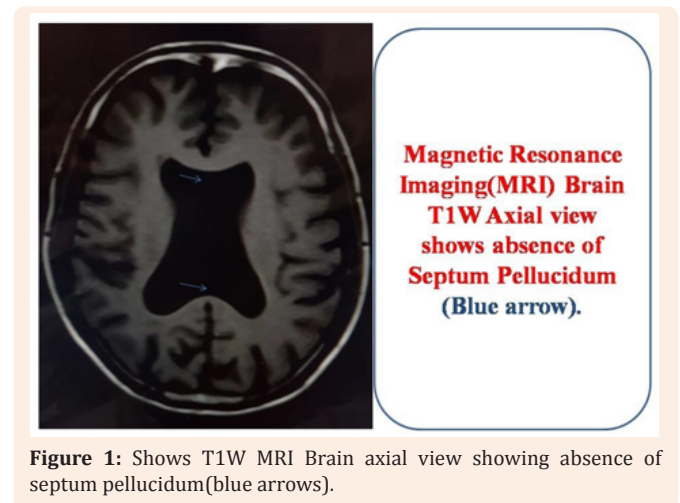 Magnetic Resonance
Imaging(MRI) Brain
T1W Axial view
shows absence of
Septum Pellucidum
(Blue arrow).
Figure 1: Shows T1W MRI Brain axial view showing absence of
septum pellucidum(blue arrows).